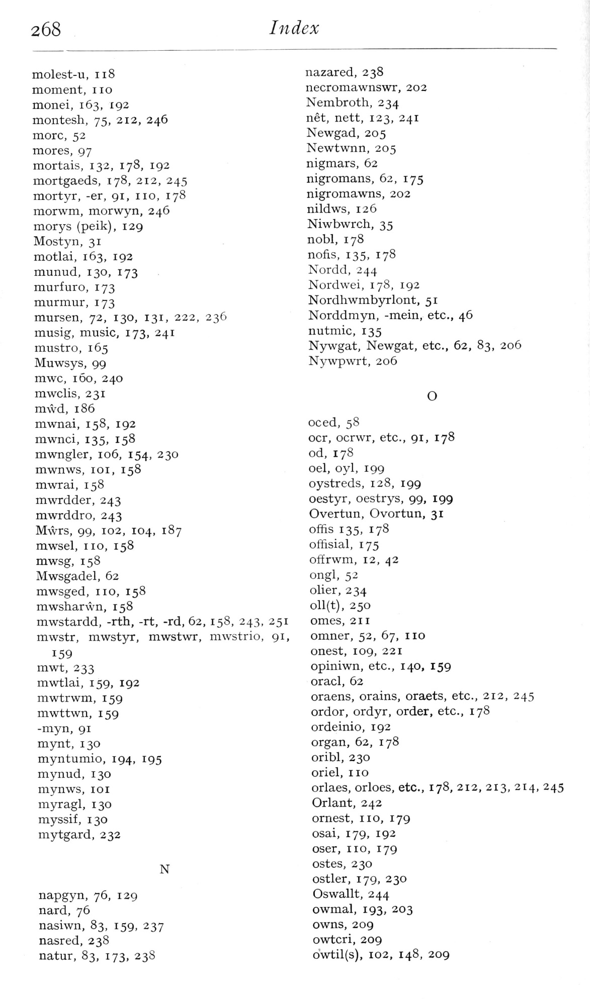 268
Index
molest-u, 118
moment, 110
monei, 163, 192
montesh, 75, 212, 246
morc, 52
mores, 97
mortais, 132, 178, 192
mortgaeds, 178, 212, 245
mortyr, -er, 91, 110, 178
morwm, morwyn, 246
morys (peik), 129
Mostyn, 31
motlai, 163, 192
munud, 130, 173
murfuro, 173
murmur, 173
mursen, 72, 130, 131, 222, 236
musig, music, 173, 241
mustro, 165
Muwsys, 99
mwc, 160, 240
mwclis, 231
mŵd, 186
mwnai, 158, 192
mwnci, 135, 158
mwngler, 106, 154, 230
mwnws, 101, 158
mwrai, 158
mwrdder, 243
mwrddro, 243
Mŵrs, 99, 102, 104, 187
mwsel, 110, 158
mwsg, 158
Mwsgadel, 62
mwsged, 110, 158
mwsharŵn, 158
mwstardd, -rth, -rt, -rd, 62, 158, 243, 251
mwstr, mwstyr, mwstwr, mwstrio, 91,
159
mwt, 233
mwtlai, 159, 192
mwtrwm, 159
mwttwn, 159
-myn, 91
mynt, 130
myntumio, 194, 195
mynud, 130
mynws, 101
myragl, 130
myssif, 130
mytgard, 232
N
napgyn, 76, 129
nard, 76
nasiwn, 83, 159, 237
nasred, 238
natur, 83, 173, 238
nazared, 238
necromawnswr, 202
Nembroth, 234
nêt, nett, 123, 241
Newgad, 205
Newtwnn, 205
nigmars, 62
nigromans, 62, 175
nigromawns, 202
nildws, 126
Niwbwrch, 35
nobl, 178
nofis, 135, 178
Nordd, 244
Nordwei, 178, 192
Nordhwmbyrlont, 51
Norddmyn, -mein, etc., 46
nutmic, 135
Nywgat, Newgat, etc., 62, 83, 206
Nywpwrt, 206
O
oced, 58
ocr, ocrwr, etc., 91, 178
od, 178
oel, oyl, 199
oystreds, 128, 199
oestyr, oestrys, 99, 199
Overtun, Ovortun, 31
offis 135, 178
offisial, 175
offrwm, 12, 42
ongl, 52
olier, 234
oll(t), 250
omes, 211
omner, 52, 67, 110
onest, 109, 221
opiniwn, etc., 140, 159
oracl, 62
oraens, orains, oraets, etc., 212, 245
ordor, ordyr, order, etc., 178
ordeinio, 192
organ, 62, 178
oribl, 230
oriel, 110
orlaes, orloes, etc., 178, 212, 213, 214, 245
Orlant, 242
ornest, 110, 179
osai, 179, 192
oser, 110, 179
ostes, 230
ostler, 179, 230
Oswallt, 244
owmal, 193, 203
owns, 209
owtcri, 209
owtil(s), 102, 148, 209